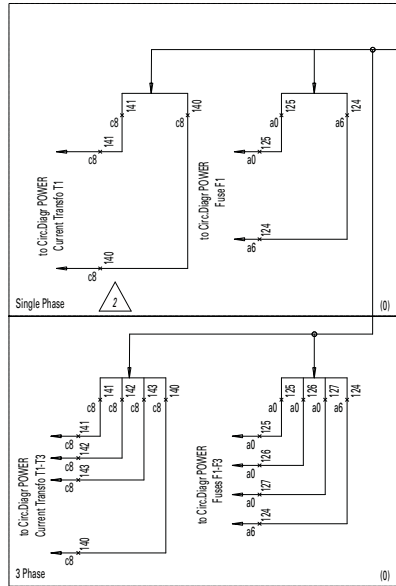 141
140
c8
c8
141
c8
to Circ.Diagr POWER
Current Transfo T1
140
c8
125
124
a0
a6
125
a0
to Circ.Diagr POWER
Fuse F1
124
a6
Single Phase
2
(0)
141
142
143
140
c8
c8
c8
c8
141
c8
142
c8
143
c8
to Circ.Diagr POWER
Current Transfo T1-T3
140
c8
125
126
127
124
a0
a0
a0
a6
125
a0
126
a0
127
a0
to Circ.Diagr POWER
Fuses F1-F3
124
a6
3 Phase
(0)